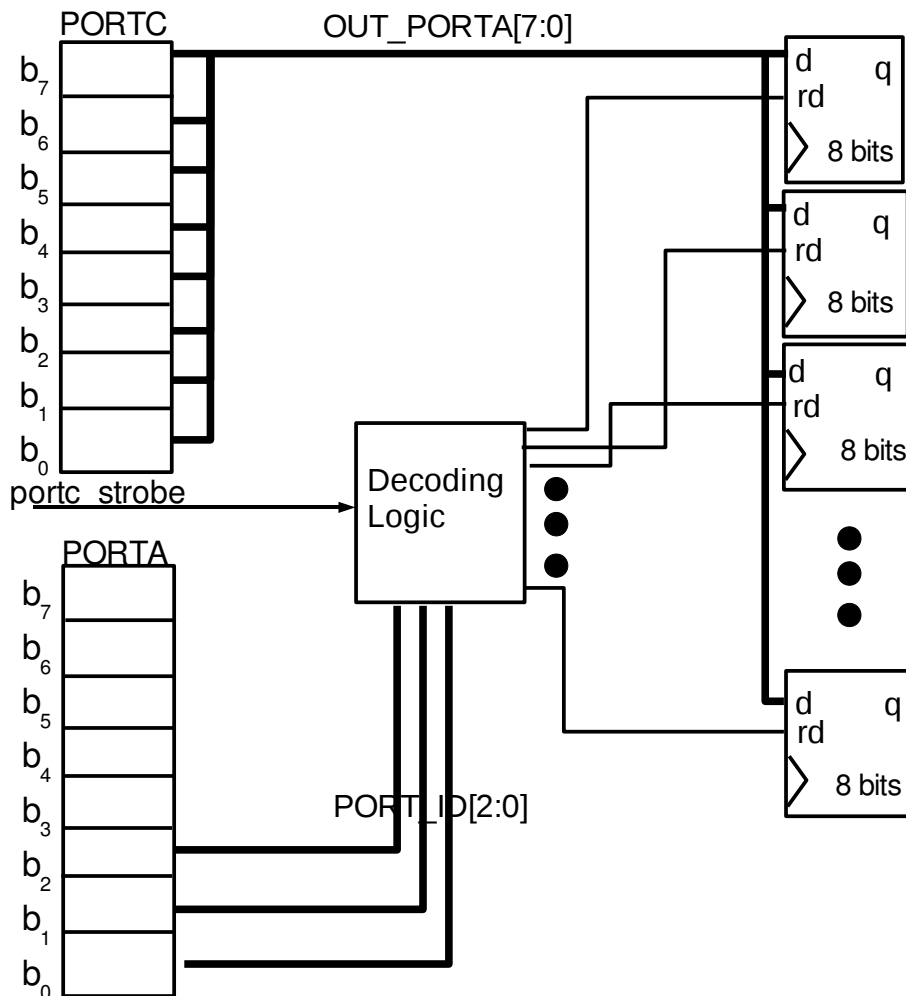 PORTC
OUT_PORTA[7:0]
b7
b6
b5
b4
b3
b2
b1
b0
portc_strobe
Decoding
Logic
PORTA
b7
b6
b5
b4
b3
b2
b1
b0
PORT_ID[2:0]
d q
rd
8 bits
d q
rd
8 bits
d q
rd
8 bits
d q
rd
8 bits